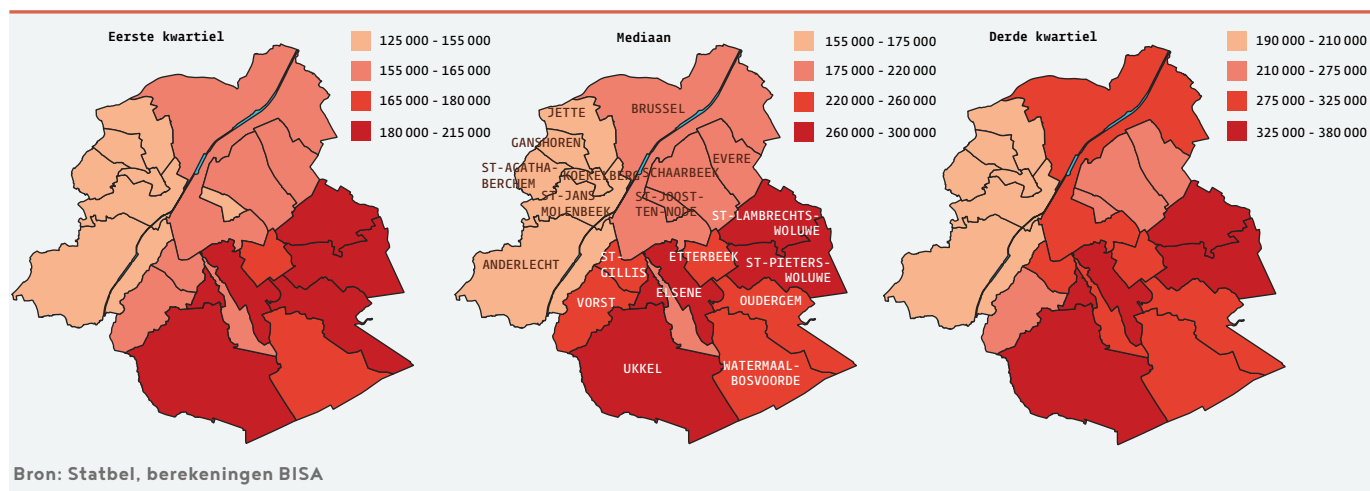 Eerste kwartiel
125 000 - 155 000
155 000 - 165 000
165 000 - 180 000
180 000 - 215 000
Mediaan
155 000 - 175 000
175 000 - 220 000
220 000 - 260 000
260 000 - 300 000
JETTE
BRUSSEL
GANSHOREN
EVERE
ST-AGATHA-
BERCHEM
KOEKELBERG
SCHAARBEEK
ST-JANS
MOLENBEEK
ST-JOOST-
TEN-NODE
ST-LAMBRECHTS-
WOLUWE
ANDERLECHT
ST-
GILLIS
ETTERBEEK
ST-PIETERS-
WOLUWE
VORST
ELSENE
OUDERGEM
UKKEL
WATERMAAL-
BOSVOORDE
Derde kwartiel
190 000 - 210 000
210 000 - 275 000
275 000 - 325 000
325 000 - 380 000
Bron: Statbel, berekeningen BISA